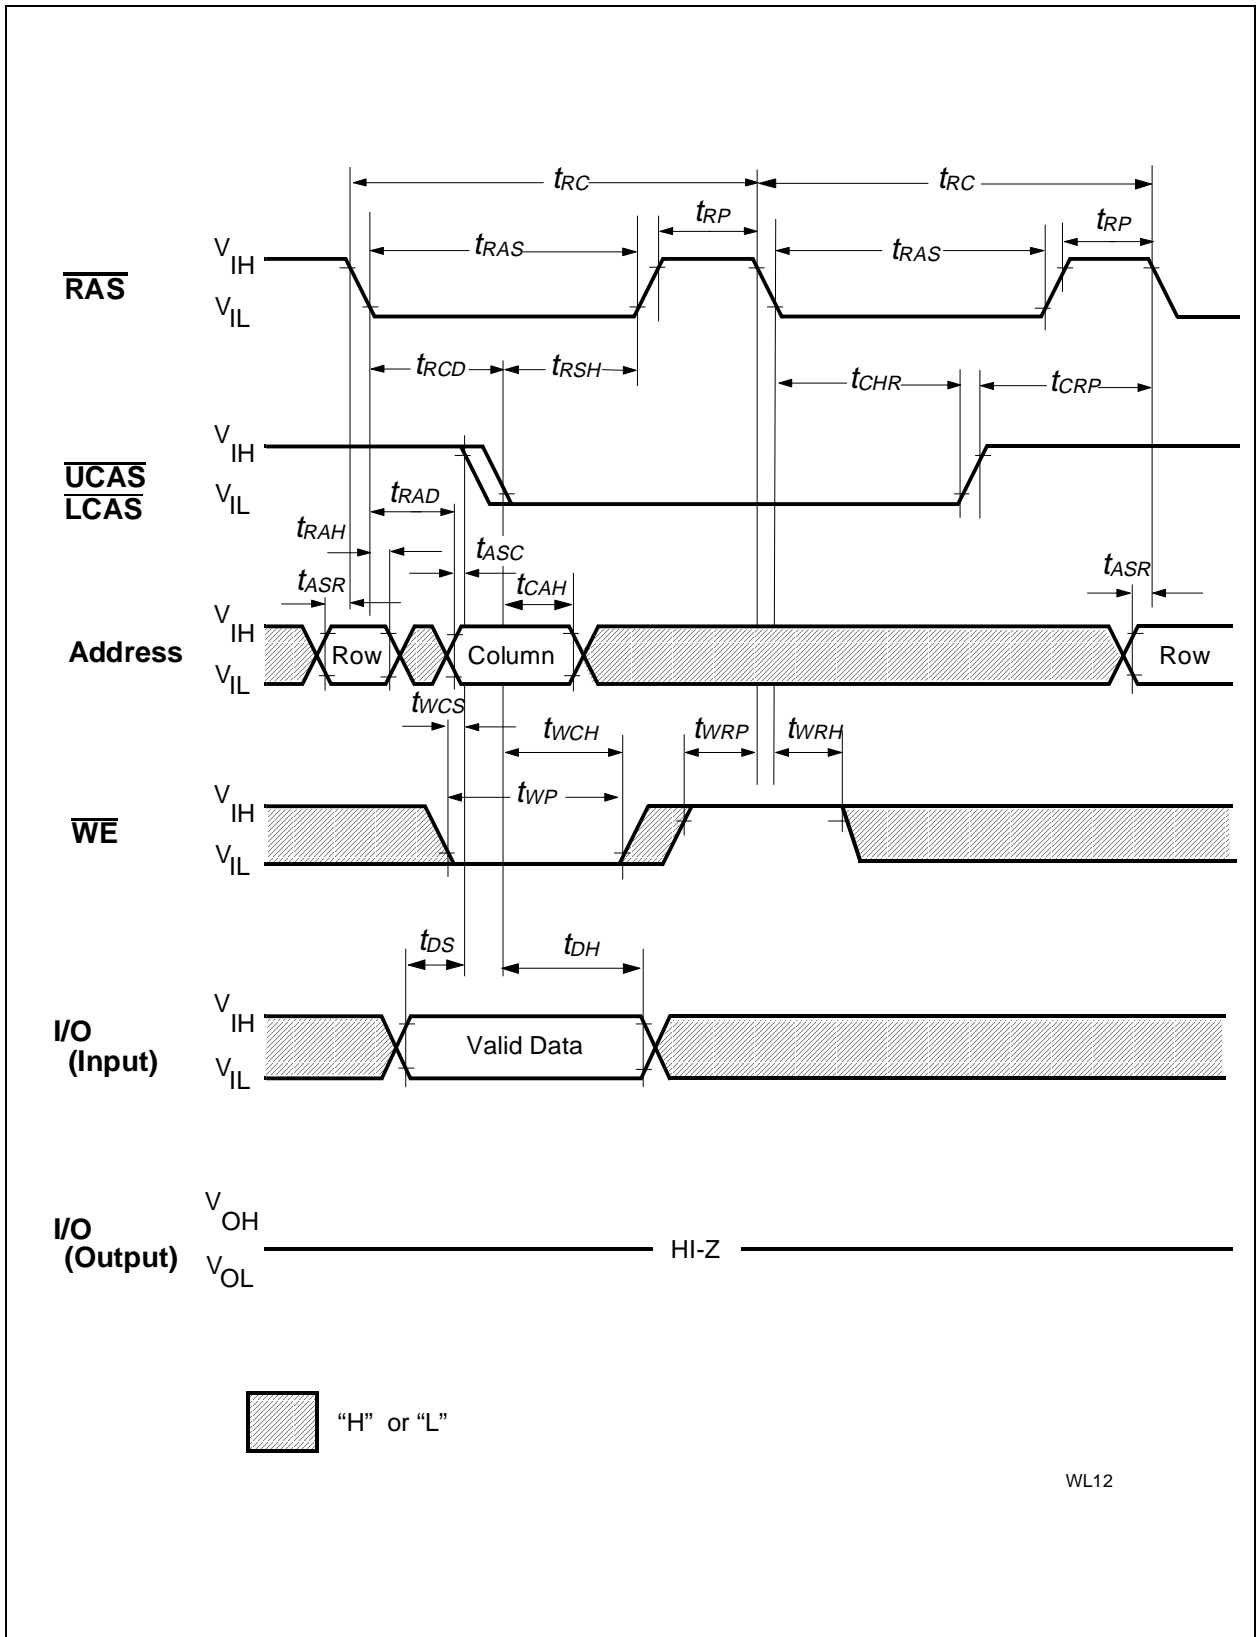 tRC tRC
tRP tRP
tRAS tRAS
RAS VIH
VIL
tRCD tRSH tCHR tCRP
UCAS VIH
LCAS VIL
tRAD
tRAH tASC
tASR tCAH tASR
Address VIH
VIL Row Column Row
tWCS tWCH tWRP tWRH
tWP
WE VIH
VIL
tDS tDH
I/O VIH
(Input) VIL Valid Data
I/O VOH
(Output) VOL HI-Z
“H” or “L”
WL12